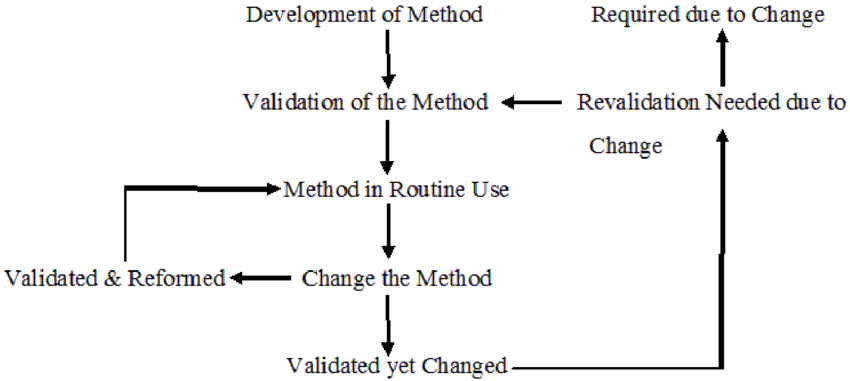 Development of Method
Required due to Change
Validation of the Method
Revalidation Needed due to
Change
Method in Routine Use
Validated & Reformed
Change the Method
Validated yet Changed